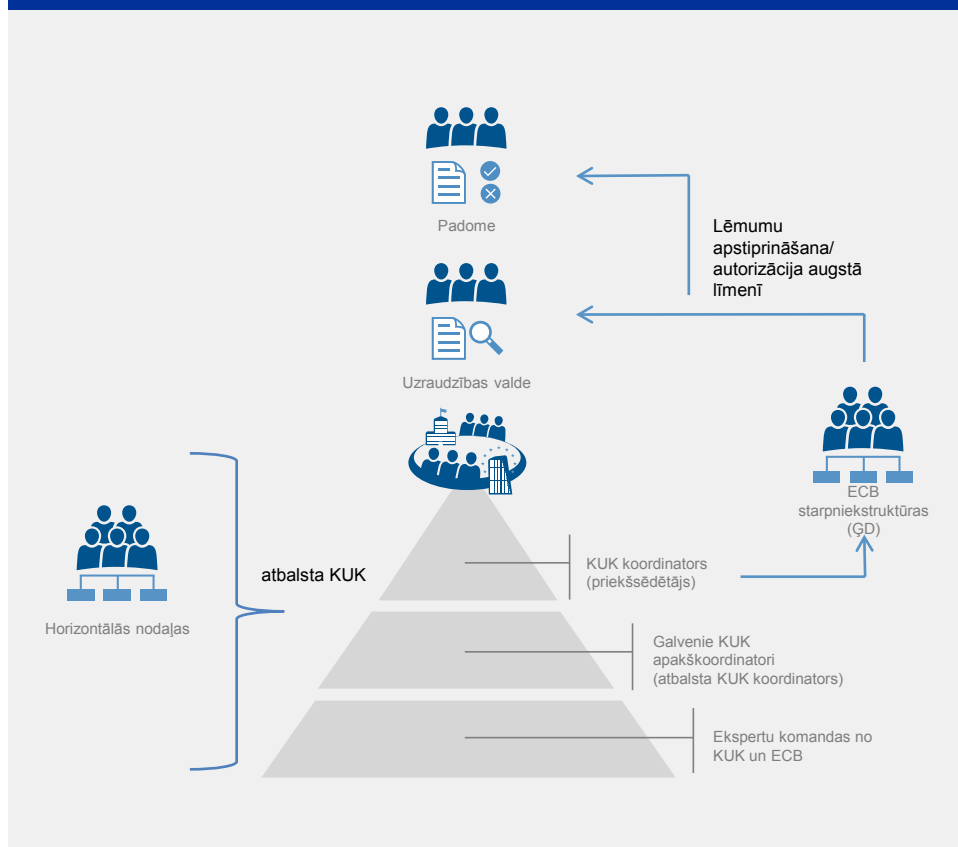 Padome
Lēmumu
apstiprināšana/
autorizācija augstā
līmenī
Uzraudzības valde
ECB
starpniekstruktūras
(ĢD)
KUK koordinators
(priekšsēdētājs)
atbalsta KUK
Horizontālās nodaļas
Galvenie KUK
apakškoordinatori
(atbalsta KUK koordinators)
Ekspertu komandas no
KUK un ECB